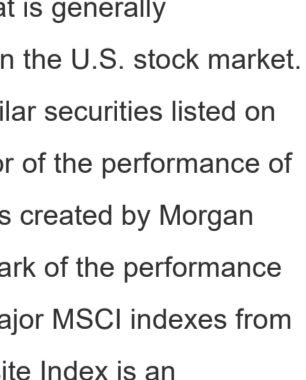 at is generally
n the U.S. stock market.
ilar securities listed on
or of the performance of
s created by Morgan
ark of the performance
ajor MSCI indexes from
ite Index is an